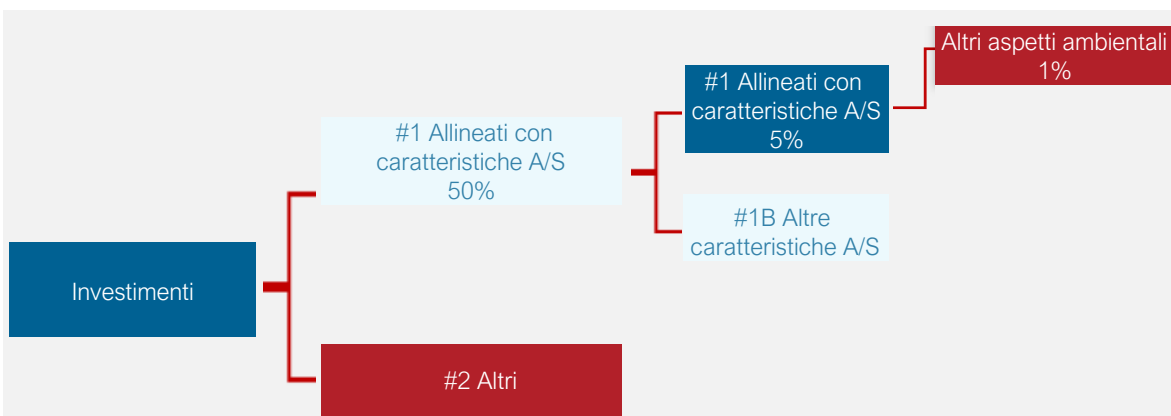 Altri aspetti ambientali
1%
#1 Allineati con
caratteristiche A/S
5%
#1 Allineati con
caratteristiche A/S
50%
#1B Altre
caratteristiche A/S
Investimenti
#2 Altri